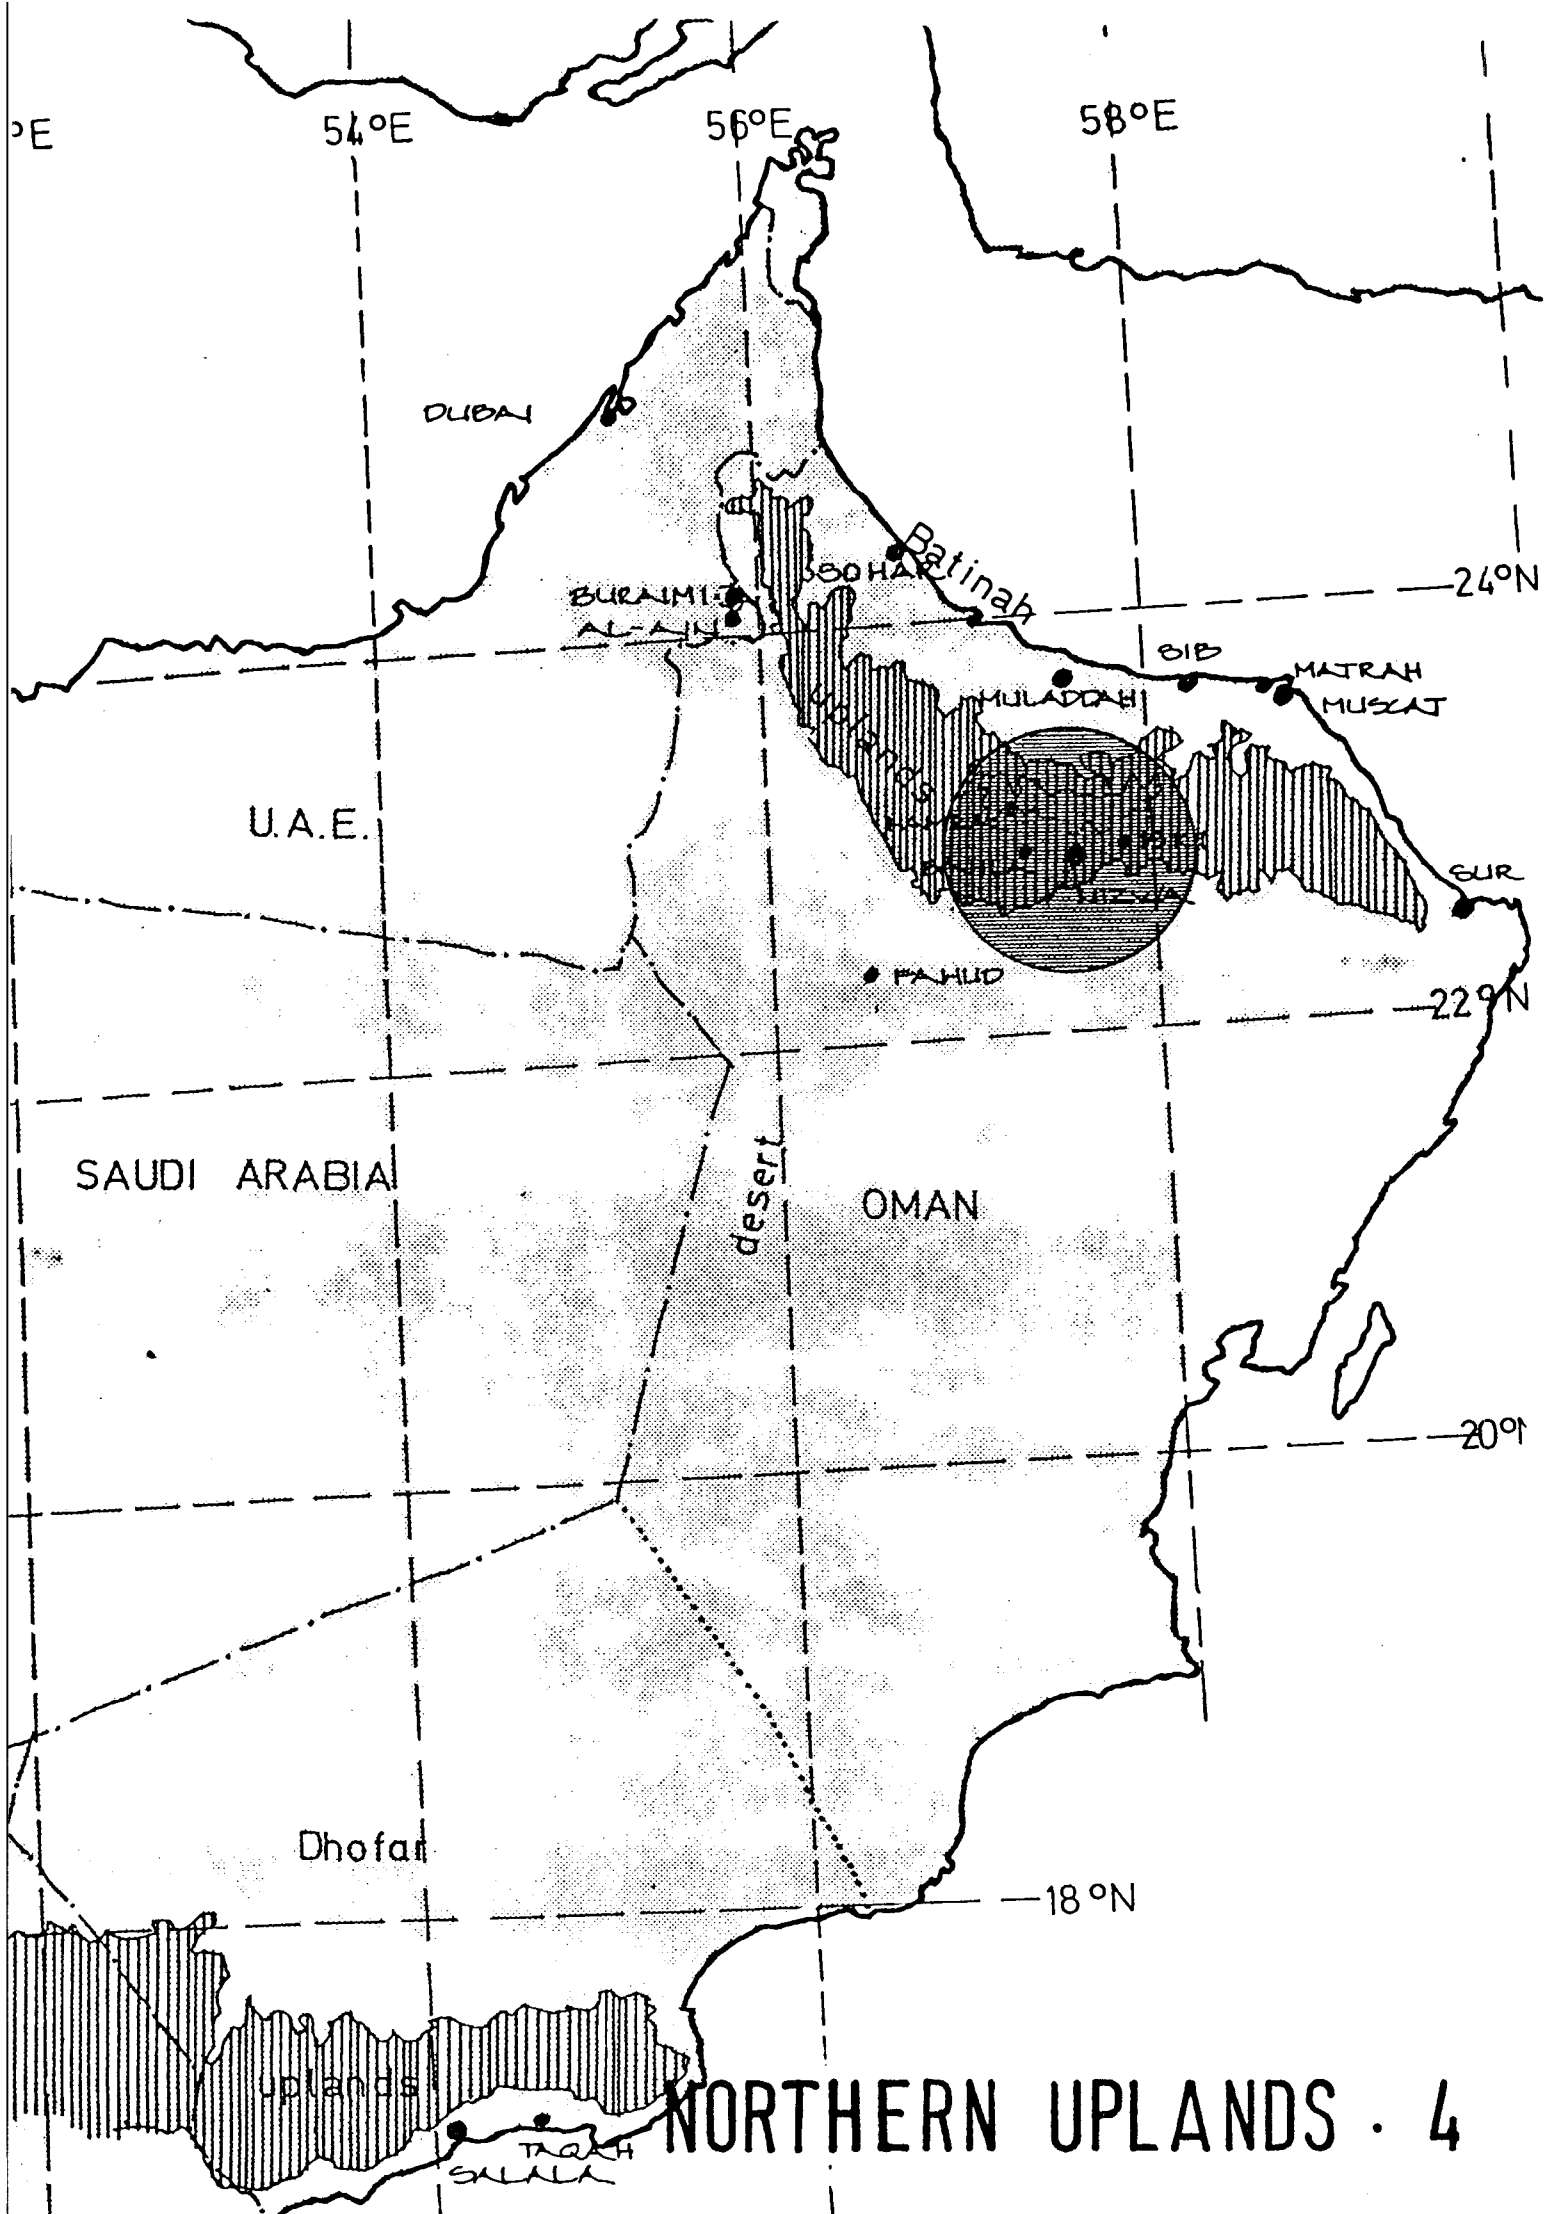 °E
54°E
56°E
58°E
DUBAI
Batinah
SOHAR
24°N
BURAIMI
AL-AIN
SIB
MATRAH
MULADDAH
MUSCAT
uplands
U.A.E.
SUR
NIZWA
FAHUD
22°N
SAUDI ARABIA
desert
OMAN
20°N
Dhofar
18°N
uplands
TAQAH
SALALA
NORTHERN UPLANDS · 4